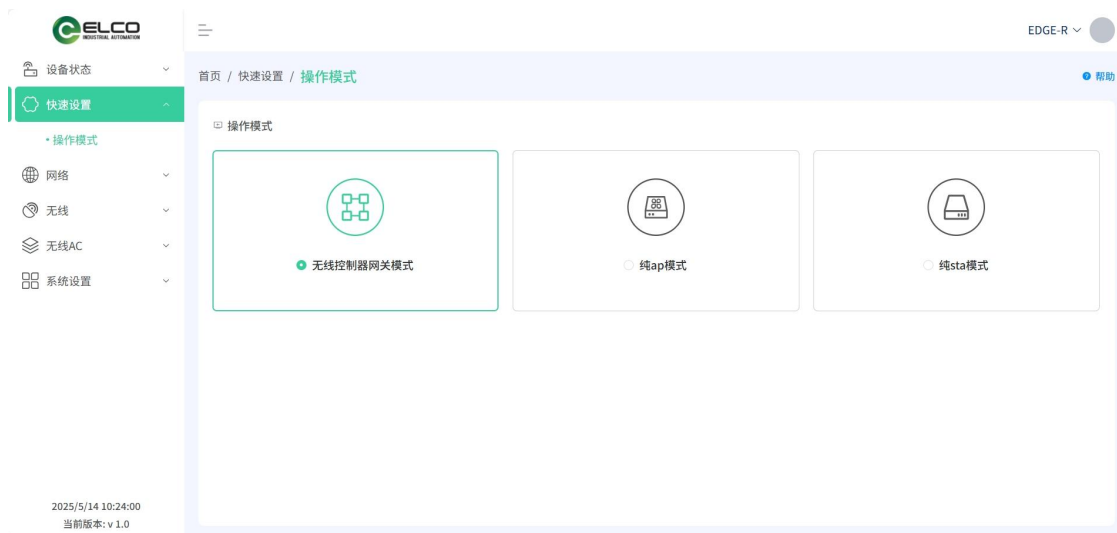 ELCO
INDUSTRIAL AUTOMATION
EDGE-R
设备状态
快速设置
操作模式
网络
无线
无线AC
系统设置
2025/5/14 10:24:00
当前版本: v 1.0
首页 / 快速设置 / 操作模式
帮助
操作模式
无线控制器网关模式
纯ap模式
纯sta模式